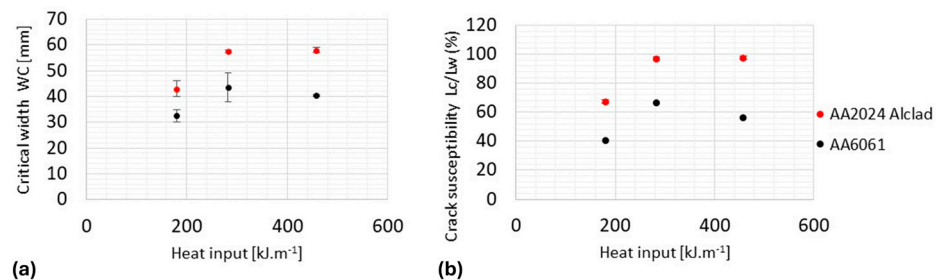 Critical width WC [mm]
70
60
50
40
30
20
10
0
0 200 400 600
Heat input [kJ.m-1]
(a)
Crack susceptibility Lc/Lw (%)
120
100
80
60
40
20
0
0 200 400 600
Heat input [kJ.m-1]
(b)
AA2024 Alclad
AA6061